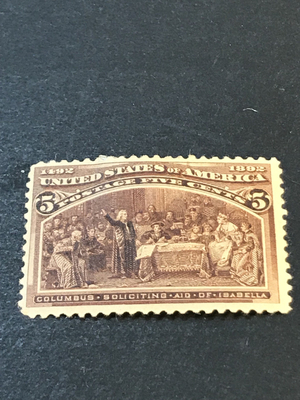 1492 1892
UNITED STATES OF AMERICA
5 POSTAGE FIVE CENTS 5
COLUMBUS · SOLICITING · AID · OF · ISABELLA